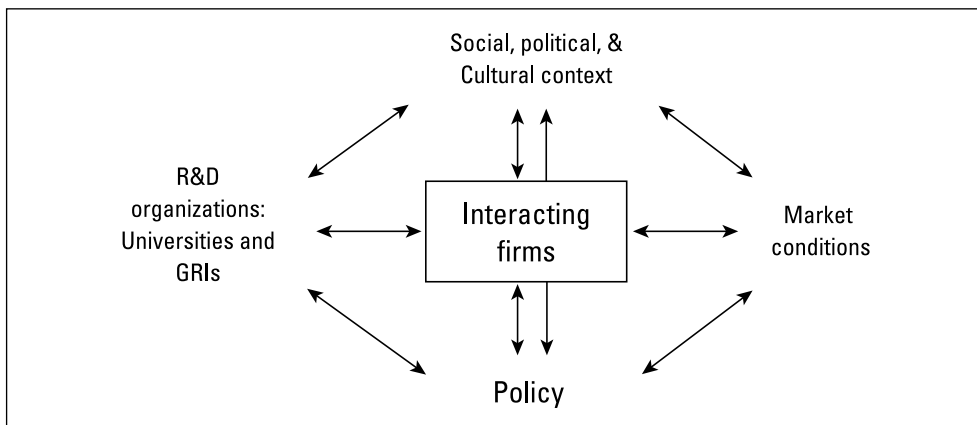 Social, political, &
Cultural context
R&D
organizations:
Universities and
GRIs
Interacting
firms
Market
conditions
Policy